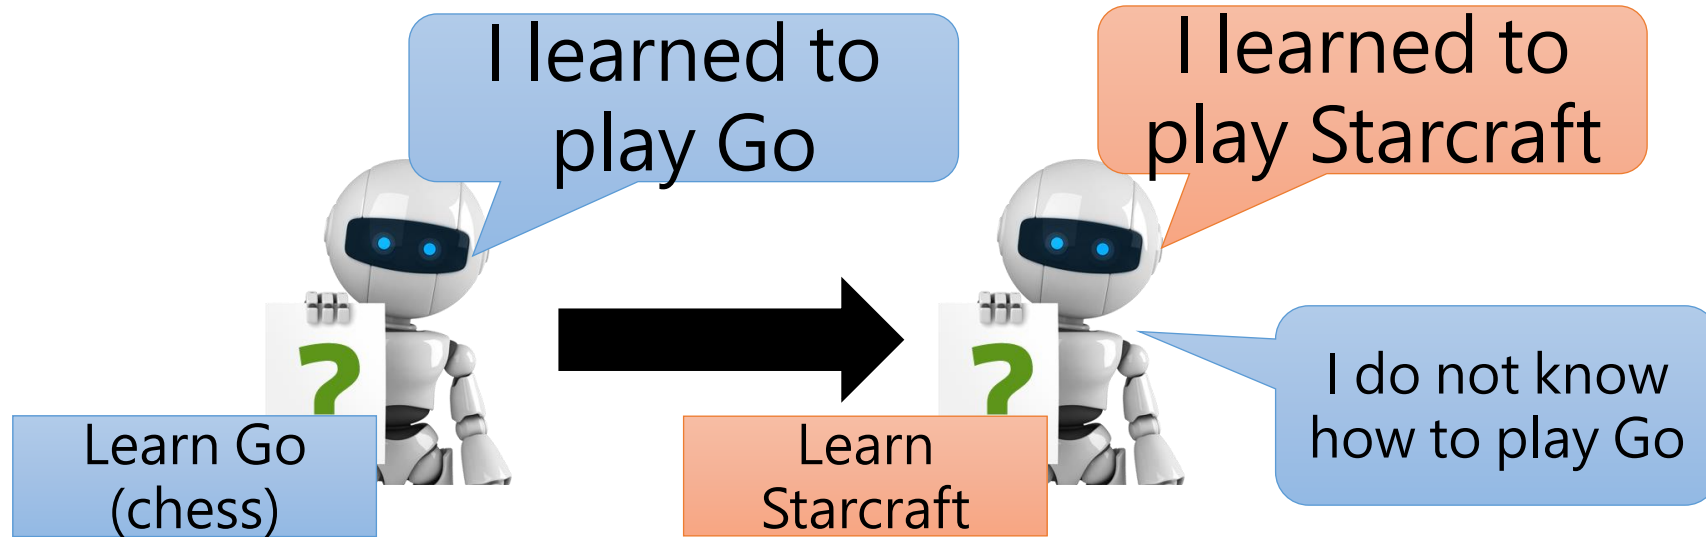 I learned to
play Go
I learned to
play Starcraft
?
?
I do not know
how to play Go
Learn Go
(chess)
Learn
Starcraft